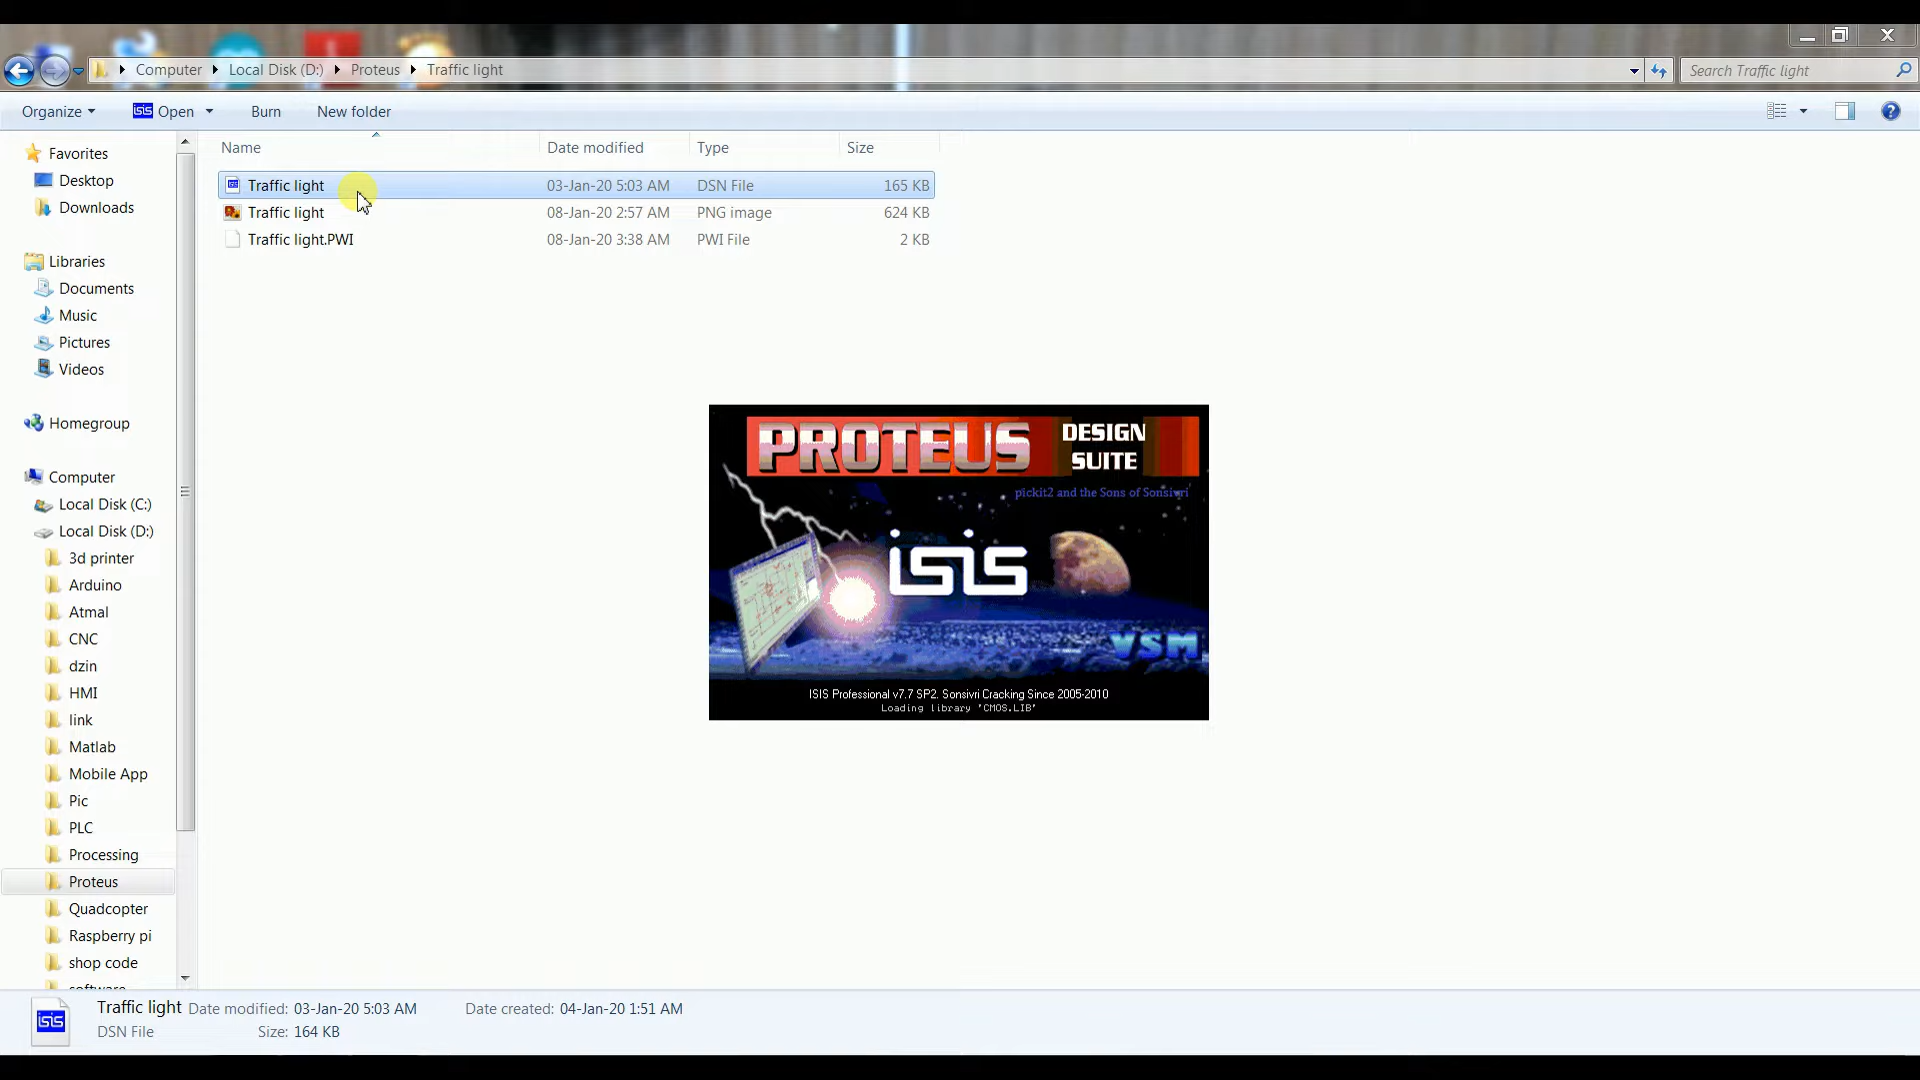 Computer Local Disk (D:) Proteus Traffic light
Search Traffic light
Organize isis Open Burn New folder
Name Date modified Type Size
Traffic light 03-Jan-20 5:03 AM DSN File 165 KB
Traffic light 08-Jan-20 2:57 AM PNG image 624 KB
Traffic light.PWI 08-Jan-20 3:38 AM PWI File 2 KB
Favorites
Desktop
Downloads
Libraries
Documents
Music
Pictures
Videos
Homegroup
Computer
Local Disk (C:)
Local Disk (D:)
3d printer
Arduino
Atmal
CNC
dzin
HMI
link
Matlab
Mobile App
Pic
PLC
Processing
Proteus
Quadcopter
Raspberry pi
shop code
software
PROTEUS DESIGN
SUITE
pickit2 and the Sons of Sonsivri
isis
VSM
ISIS Professional v7.7 SP2. Sonsivri Cracking Since 2005-2010
Loading library 'CMOS.LIB'
isis
Traffic light Date modified: 03-Jan-20 5:03 AM Date created: 04-Jan-20 1:51 AM
DSN File Size: 164 KB